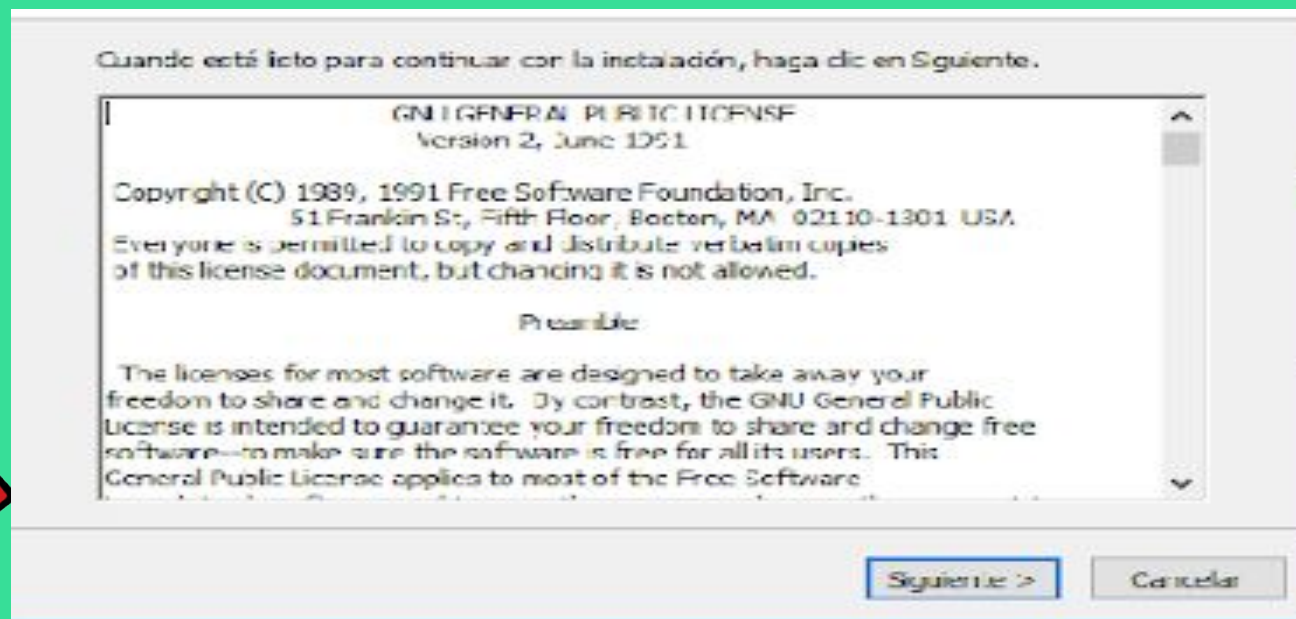 Cuando esté listo para continuar con la instalación, haga clic en Siguiente.
GNU GENERAL PUBLIC LICENSE
Version 2, June 1991
Copyright (C) 1989, 1991 Free Software Foundation, Inc.
51 Franklin St, Fifth Floor, Boston, MA 02110-1301 USA
Everyone is permitted to copy and distribute verbatim copies
of this license document, but changing it is not allowed.
Preamble
The licenses for most software are designed to take away your
freedom to share and change it. By contrast, the GNU General Public
License is intended to guarantee your freedom to share and change free
software--to make sure the software is free for all its users. This
General Public License applies to most of the Free Software
Siguiente >
Cancelar